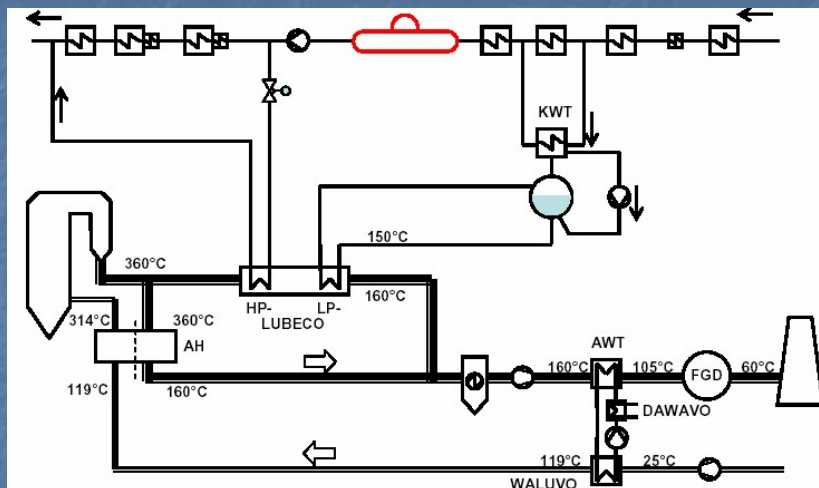 KWT
150°C
360°C
HP-
LP-
LUBECO
160°C
314°C
360°C
AH
119°C
160°C
e
160°C
AWT
105°C
FGD
60°C
DAWAVO
119°C
25°C
WALUVO